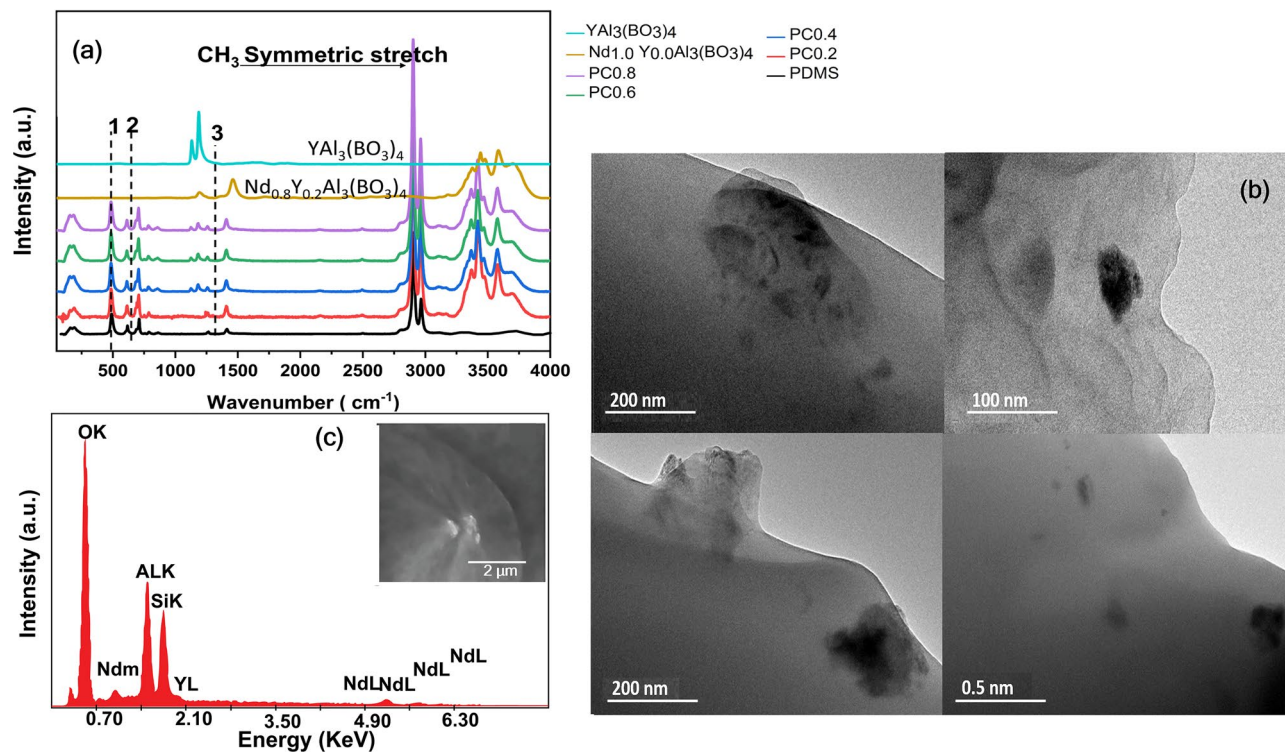 (a)
CH3 Symmetric stretch
1 2 3
YAl3(BO3)4
Nd0.8Y0.2Al3(BO3)4
Intensity (a.u.)
500 1000 1500 2000 2500 3000 3500 4000
Wavenumber ( cm-1)
YAl3(BO3)4
Nd1.0 Y0.0Al3(BO3)4
PC0.8
PC0.6
PC0.4
PC0.2
PDMS
(b)
200 nm
100 nm
200 nm
0.5 nm
(c)
OK
Ndm
ALK
SiK
YL
NdL
NdL
NdL
NdL
2 µm
Intensity (a.u.)
0.70 2.10 3.50 4.90 6.30
Energy (KeV)